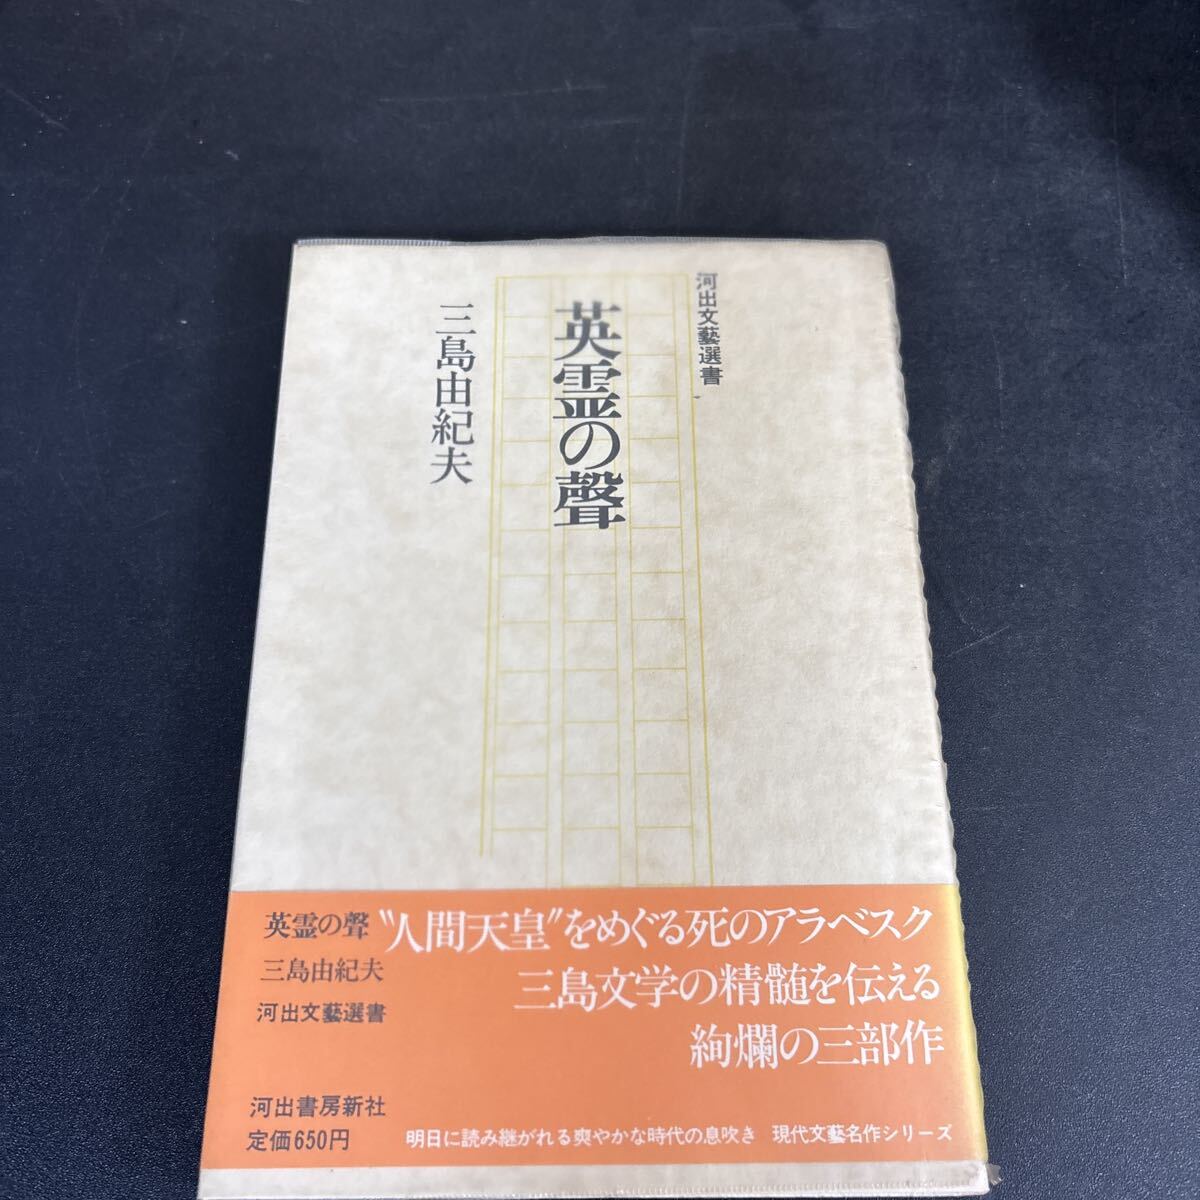 河出文藝選書
英霊の聲
三島由紀夫
英霊の聲
三島由紀夫
河出文藝選書
河出書房新社
定価650円
"人間天皇"をめぐる死のアラベスク
三島文学の精髄を伝える
絢爛の三部作
明日に読み継がれる爽やかな時代の息吹き 現代文藝名作シリーズ